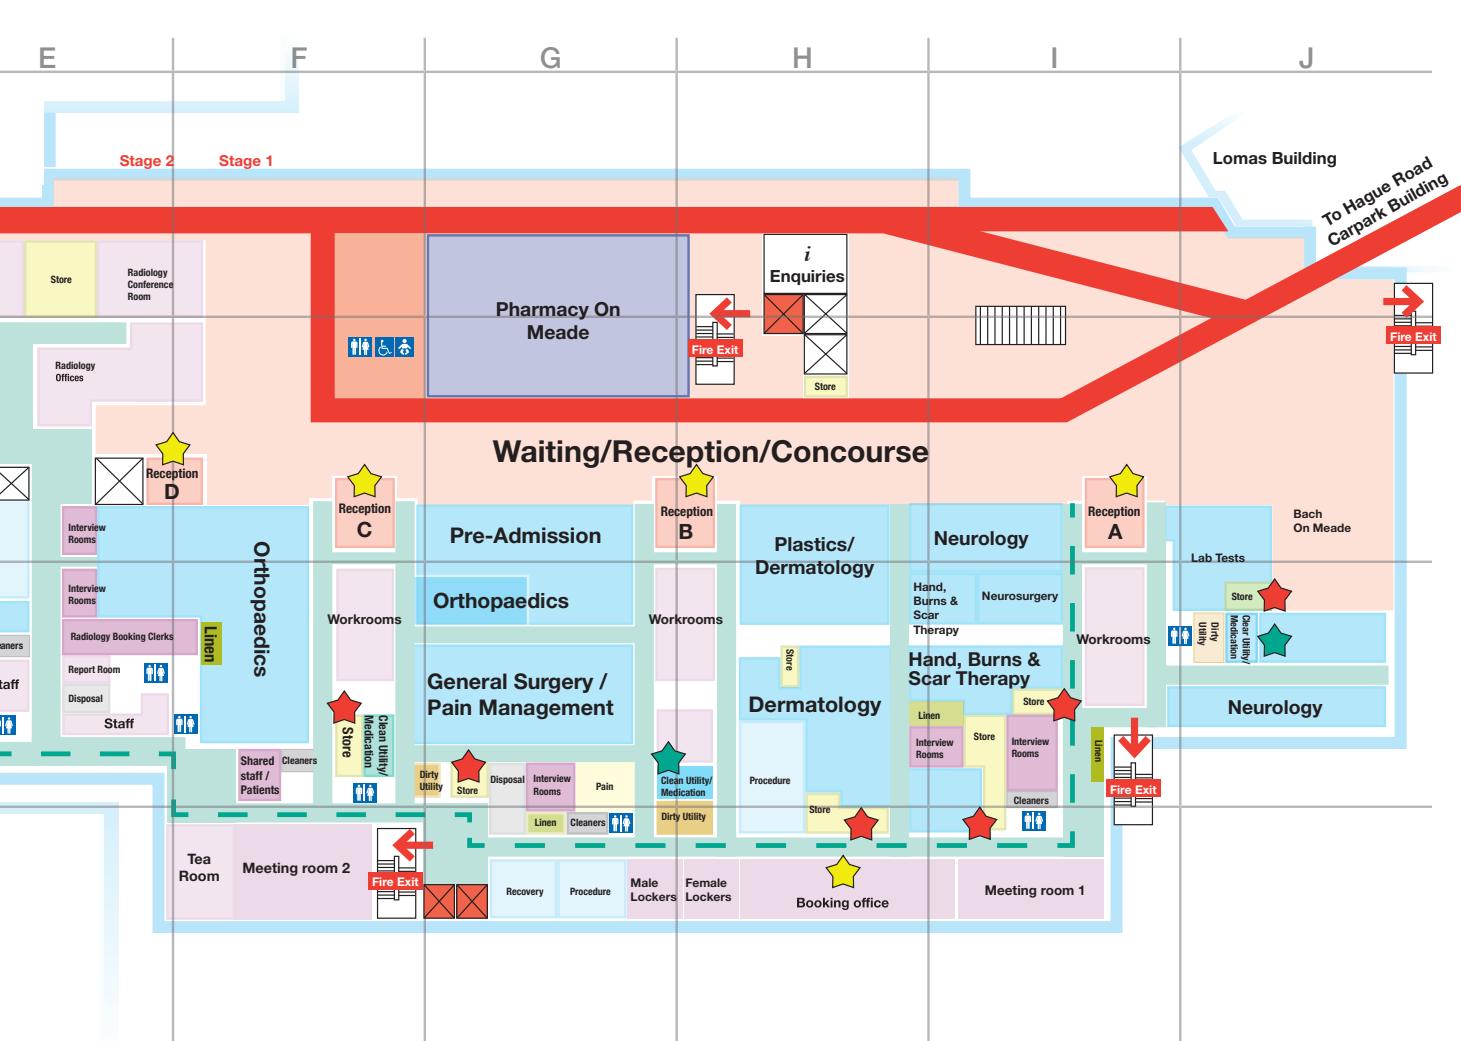 E
F
G
H
I
J
Stage 2
Stage 1
Lomas Building
To Hague Road
Carpark Building
Store
Radiology
Conference
Room
Pharmacy On
Meade
i
Enquiries
Fire Exit
Fire Exit
Store
Radiology
Offices
Waiting/Reception/Concourse
Reception
D
Reception
C
Reception
B
Reception
A
Bach
On Meade
Interview
Rooms
Interview
Rooms
Orthopaedics
Radiology Booking Clerks
Linen
Report Room
Disposal
Staff
eaners
taff
Workrooms
Pre-Admission
Orthopaedics
General Surgery /
Pain Management
Workrooms
Plastics/
Dermatology
Store
Dermatology
Neurology
Hand,
Burns &
Scar
Therapy
Neurosurgery
Hand, Burns &
Scar Therapy
Workrooms
Lab Tests
Store
Dirty
Utility
Clear Utility/
Medication
Neurology
Store
Clean Utility/
Medication
Shared
staff /
Patients
Cleaners
Dirty
Utility
Store
Disposal
Interview
Rooms
Pain
Linen
Cleaners
Clean Utility/
Medication
Dirty Utility
Procedure
Store
Linen
Store
Interview
Rooms
Store
Interview
Rooms
Cleaners
Linen
Fire Exit
Tea
Room
Meeting room 2
Fire Exit
Recovery
Procedure
Male
Lockers
Female
Lockers
Booking office
Meeting room 1